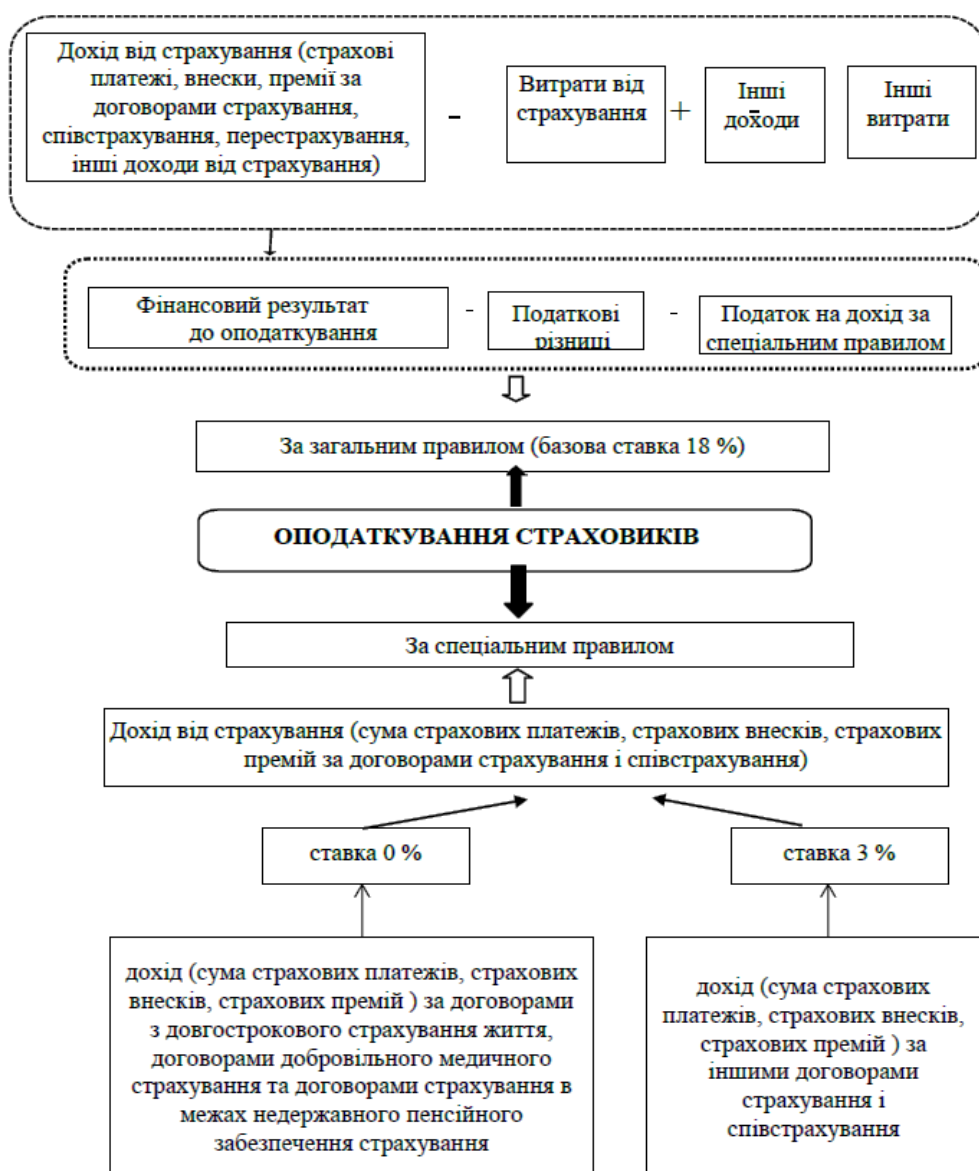 Дохід від страхування (страхові
платежі, внески, премії за
договорами страхування,
співстрахування, перестрахування,
інші доходи від страхування)
-
Витрати від
страхування
+
Інші
доходи
-
Інші
витрати
Фінансовий результат
до оподаткування
-
Податкові
різниці
-
Податок на дохід за
спеціальним правилом
За загальним правилом (базова ставка 18 %)
ОПОДАТКУВАННЯ СТРАХОВИКІВ
За спеціальним правилом
Дохід від страхування (сума страхових платежів, страхових внесків, страхових
премій за договорами страхування і співстрахування)
ставка 0 %
ставка 3 %
дохід (сума страхових платежів, страхових
внесків, страхових премій ) за договорами
з довгострокового страхування життя,
договорами добровільного медичного
страхування та договорами страхування в
межах недержавного пенсійного
забезпечення страхування
дохід (сума страхових
платежів, страхових внесків,
страхових премій ) за
іншими договорами
страхування і
співстрахування